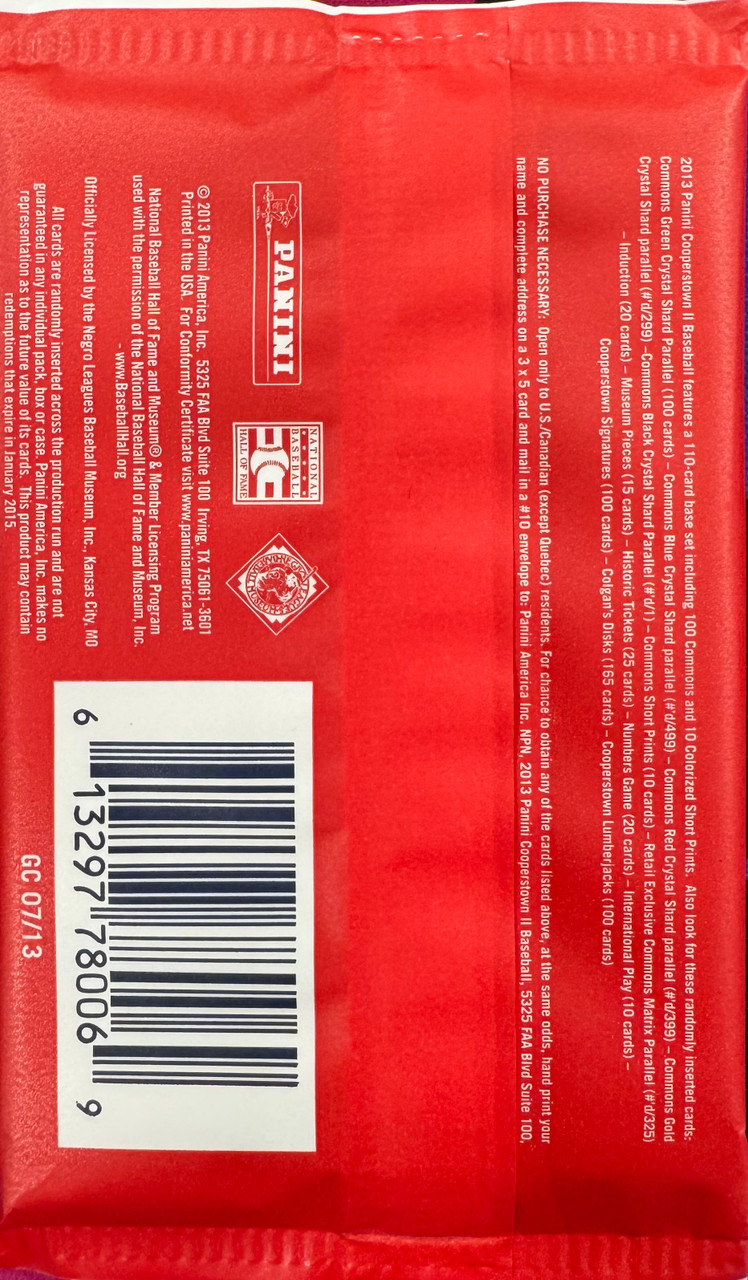 2013 Panini Cooperstown II Baseball features a 110-card base set including 100 Commons and 10 Colorized Short Prints. Also look for these randomly inserted cards:
Commons Green Crystal Shard Parallel (100 cards) – Commons Blue Crystal Shard parallel (#'d/499) – Commons Red Crystal Shard parallel (#'d/399) – Commons Gold
Crystal Shard parallel (#'d/299) –Commons Black Crystal Shard Parallel (#'d/1) – Commons Short Prints (10 cards) – Retail Exclusive Commons Matrix Parallel (#'d/325)
– Induction (20 cards) – Museum Pieces (15 cards) – Historic Tickets (25 cards) – Numbers Game (20 cards) – International Play (10 cards) –
Cooperstown Signatures (100 cards) – Colgan's Disks (165 cards) – Cooperstown Lumberjacks (100 cards)
NO PURCHASE NECESSARY: Open only to U.S./Canadian (except Quebec) residents. For chance to obtain any of the cards listed above, at the same odds, hand print your
name and complete address on a 3 x 5 card and mail in a #10 envelope to: Panini America Inc. NPN, 2013 Panini Cooperstown II Baseball, 5325 FAA Blvd Suite 100,
PANINI
NATIONAL
BASEBALL
HALL OF FAME
© 2013 Panini America, Inc. 5325 FAA Blvd Suite 100 Irving, TX 75061-3601
Printed in the USA. For Conformity Certificate visit www.paniniamerica.net
National Baseball Hall of Fame and Museum® & Member Licensing Program
used with the permission of the National Baseball Hall of Fame and Museum, Inc.
- www.BaseballHall.org
Officially Licensed by the Negro Leagues Baseball Museum, Inc., Kansas City, MO
All cards are randomly inserted across the production run and are not
guaranteed in any individual pack, box or case. Panini America, Inc. makes no
representation as to the future value of its cards. This product may contain
redemptions that expire in January 2015.
6 13297 78006 9
GC 07/13